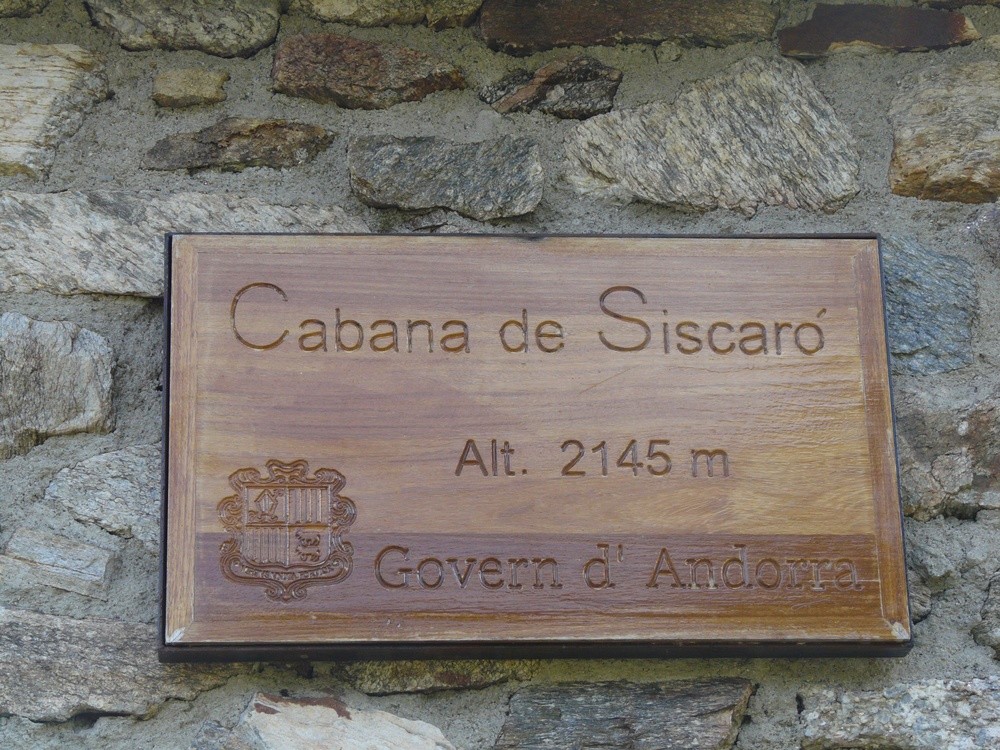 Cabana de Siscaró
Alt. 2145 m
Govern d' Andorra